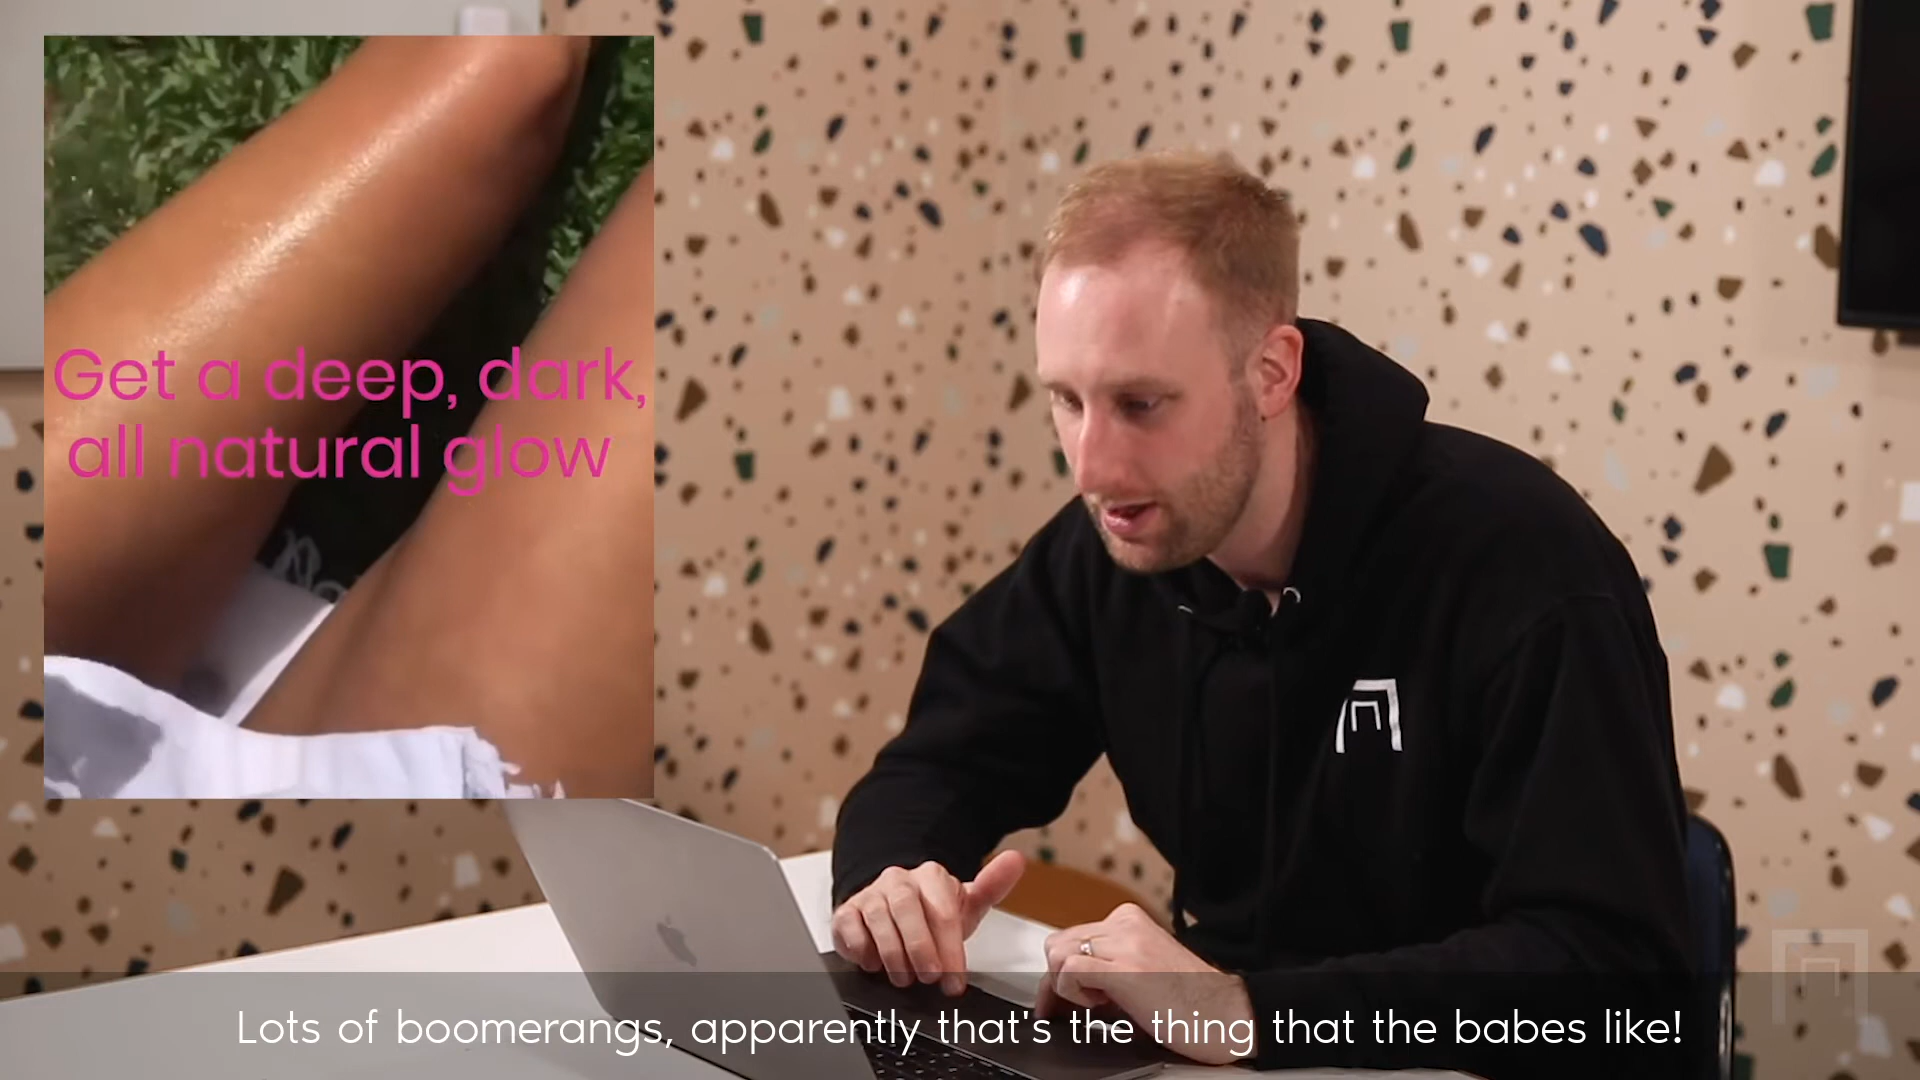 Get a deep, dark,
all natural glow
Lots of boomerangs, apparently that's the thing that the babes like!